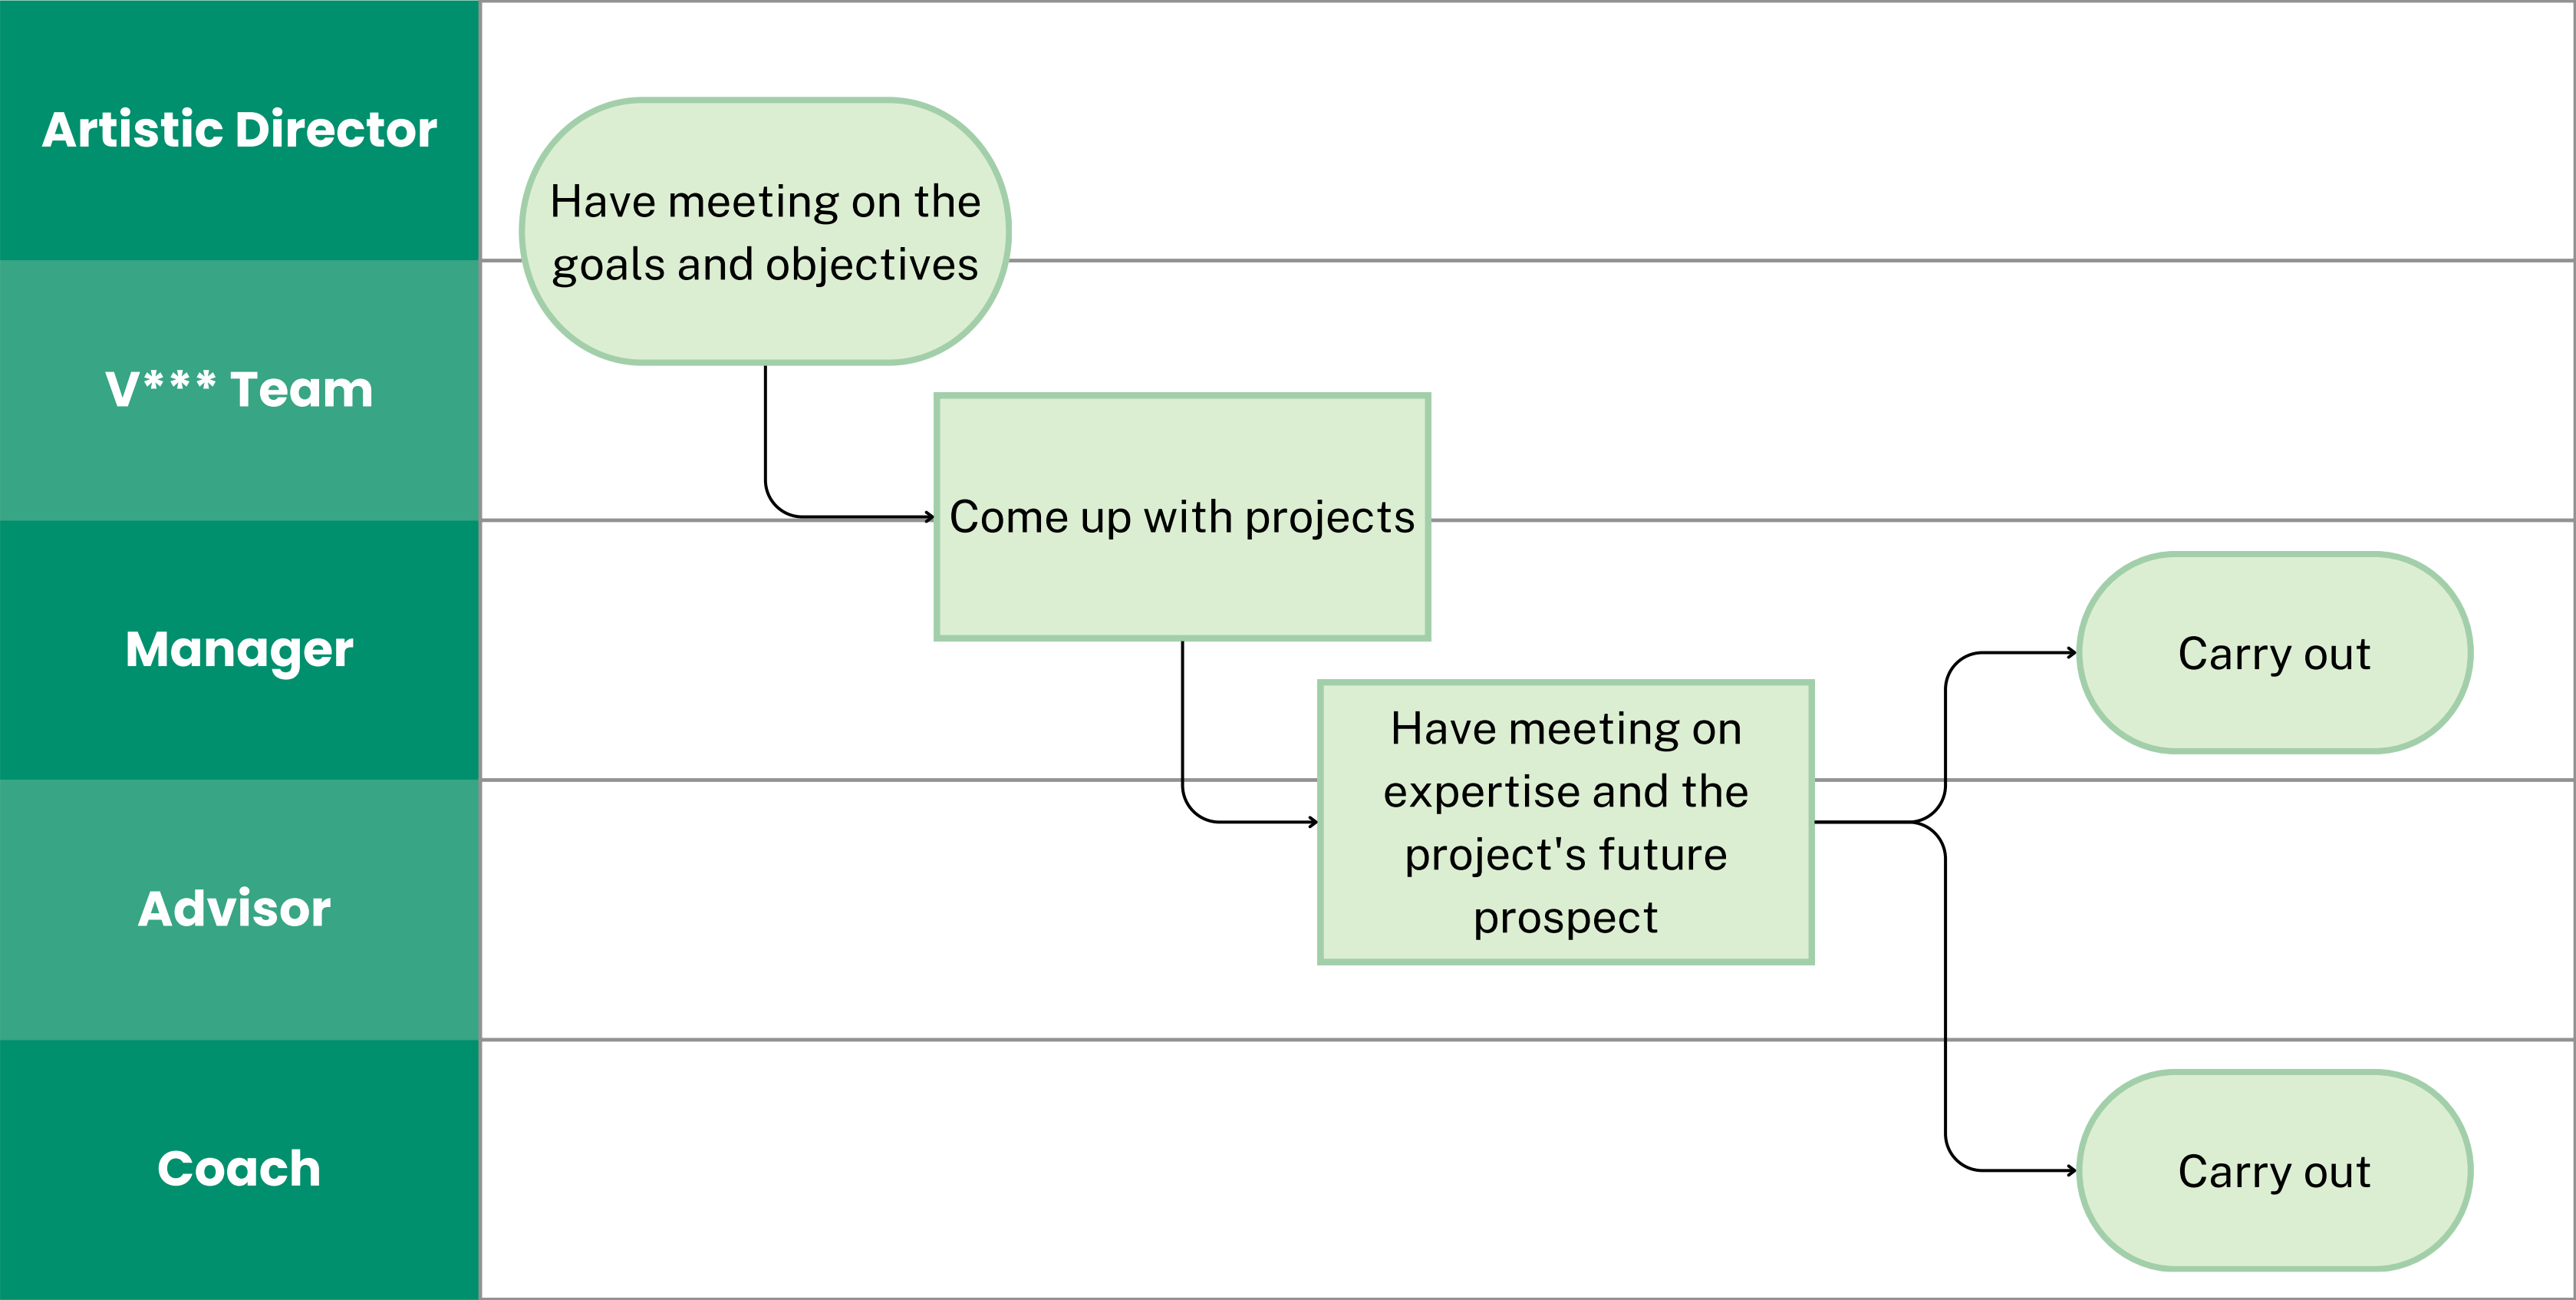 Artistic Director
Have meeting on the
goals and objectives
V*** Team
Come up with projects
Manager
Carry out
Have meeting on
expertise and the
project's future
prospect
Advisor
Coach
Carry out